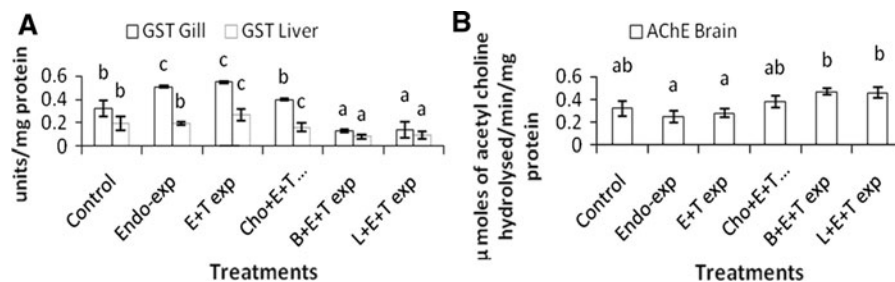 A
GST Gill GST Liver
units/mg protein
0.6
0.4
0.2
0
b b c b c c b c a a a a
Control
Endo-exp
E+T exp
Cho+E+T...
B+E+T exp
L+E+T exp
Treatments
B
AChE Brain
μ moles of acetyl choline
hydrolysed/min/mg
protein
0.6
0.4
0.2
0
ab a a ab b b
Control
Endo-exp
E+T exp
Cho+E+T...
B+E+T exp
L+E+T exp
Treatments